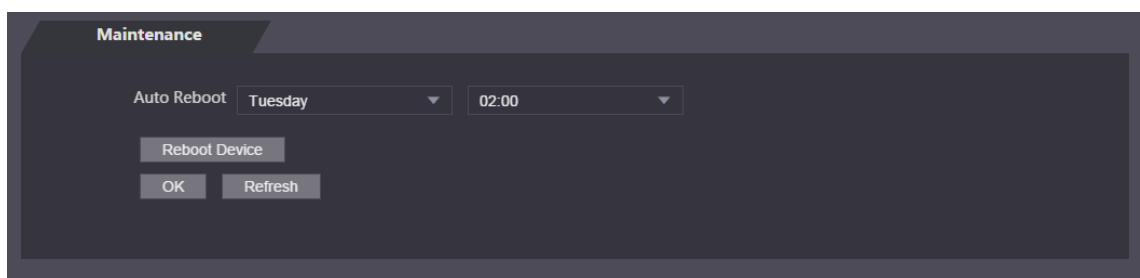 Maintenance
Auto Reboot Tuesday 02:00
Reboot Device
OK Refresh